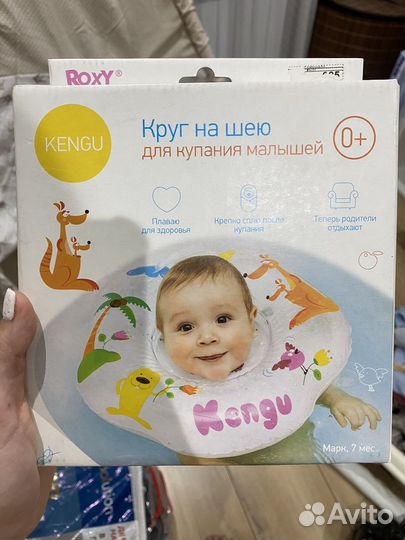 ROXY®
KENGU
Круг на шею
для купания малышей
0+
Плаваю
для здоровья
Крепко сплю после
купания
Теперь родители
отдыхают
Kengu
Марк, 7 мес.
Avito